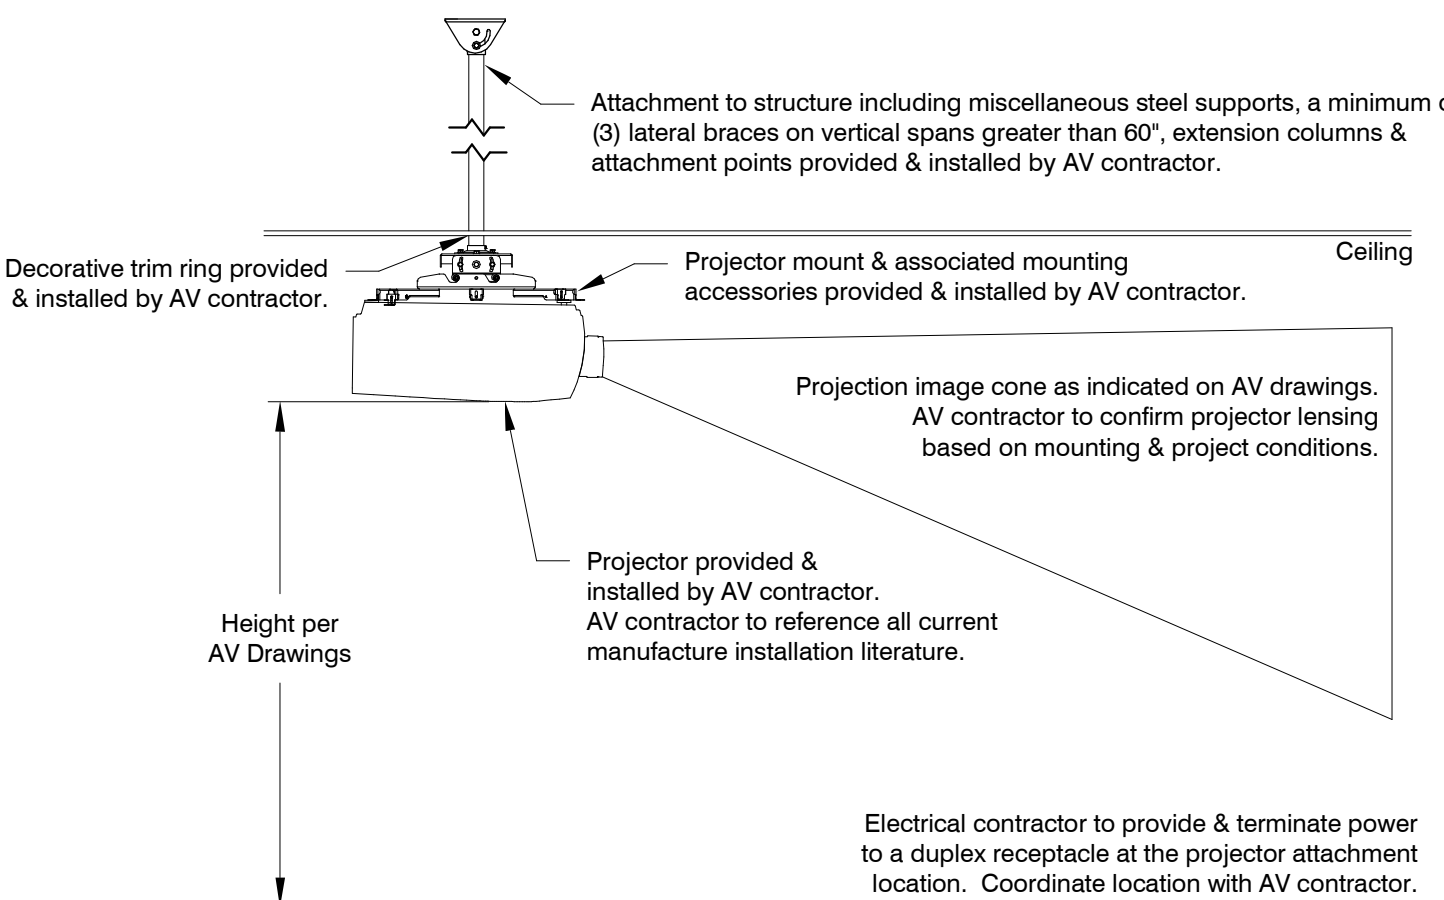 Attachment to structure including miscellaneous steel supports, a minimum
(3) lateral braces on vertical spans greater than 60", extension columns &
attachment points provided & installed by AV contractor.
Ceiling
Decorative trim ring provided
& installed by AV contractor.
Projector mount & associated mounting
accessories provided & installed by AV contractor.
Projection image cone as indicated on AV drawings.
AV contractor to confirm projector lensing
based on mounting & project conditions.
Projector provided &
installed by AV contractor.
AV contractor to reference all current
manufacture installation literature.
Height per
AV Drawings
Electrical contractor to provide & terminate power
to a duplex receptacle at the projector attachment
location.  Coordinate location with AV contractor.